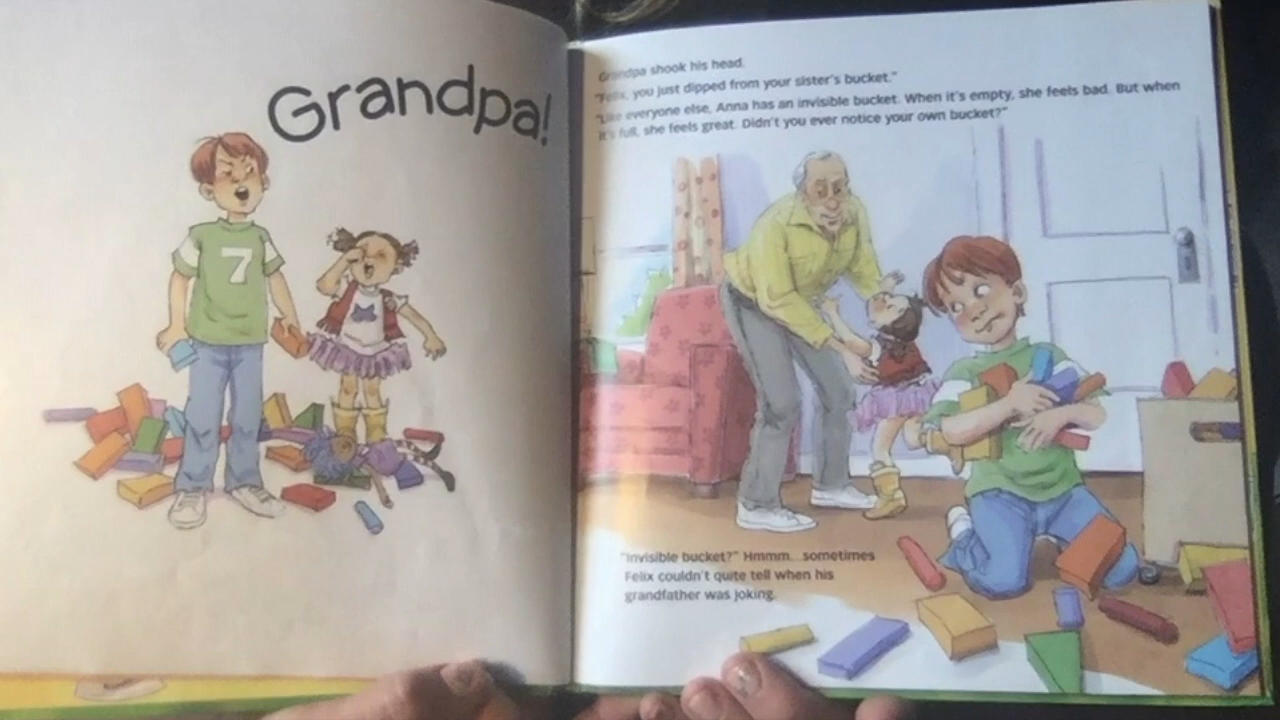 Grandpa!
7
Grandpa shook his head.
"Felix, you just dipped from your sister's bucket."
"Like everyone else, Anna has an invisible bucket. When it's empty, she feels bad. But when
it's full, she feels great. Didn't you ever notice your own bucket?"
"Invisible bucket?" Hmmm...sometimes
Felix couldn't quite tell when his
grandfather was joking.